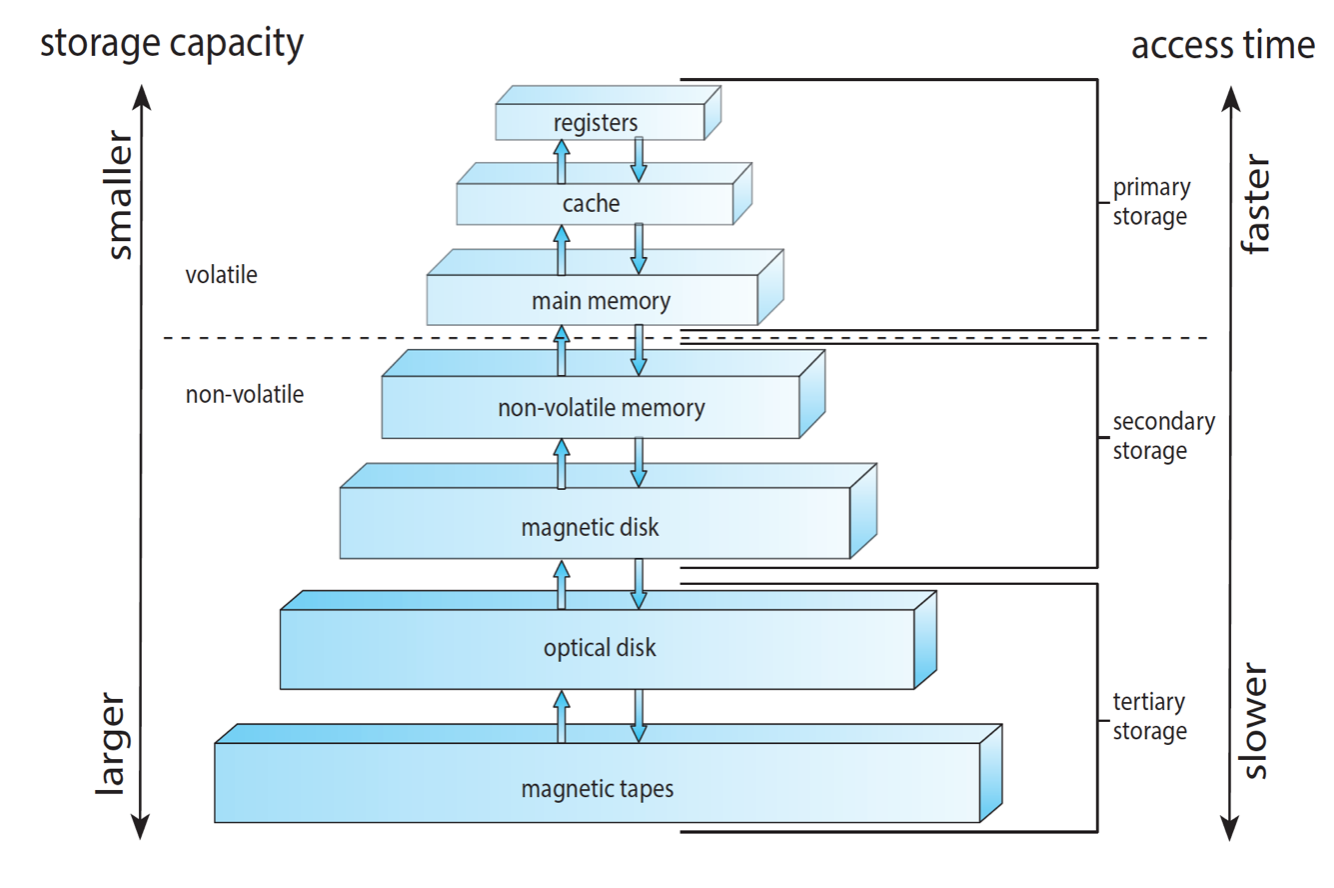 storage capacity
access time
smaller
larger
volatile
non-volatile
registers
cache
main memory
non-volatile memory
magnetic disk
optical disk
magnetic tapes
primary
storage
secondary
storage
tertiary
storage
faster
slower